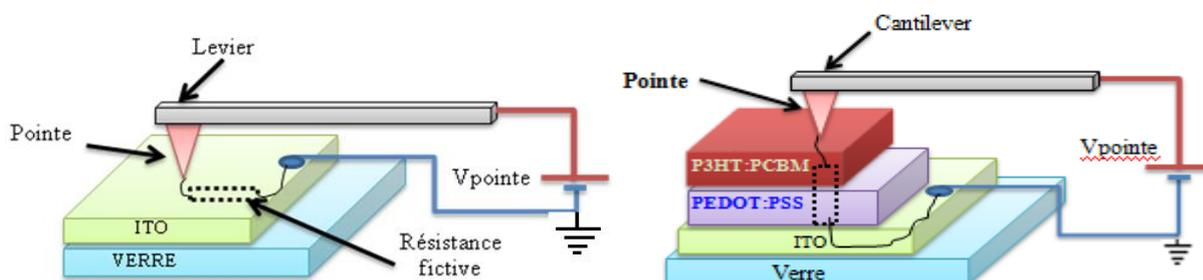 Levier
Pointe
Vpointe
ITO
VERRE
Résistance
fictive
Cantilever
Pointe
P3HT:PCBM
Vpointe
PEDOT:PSS
ITO
Verre